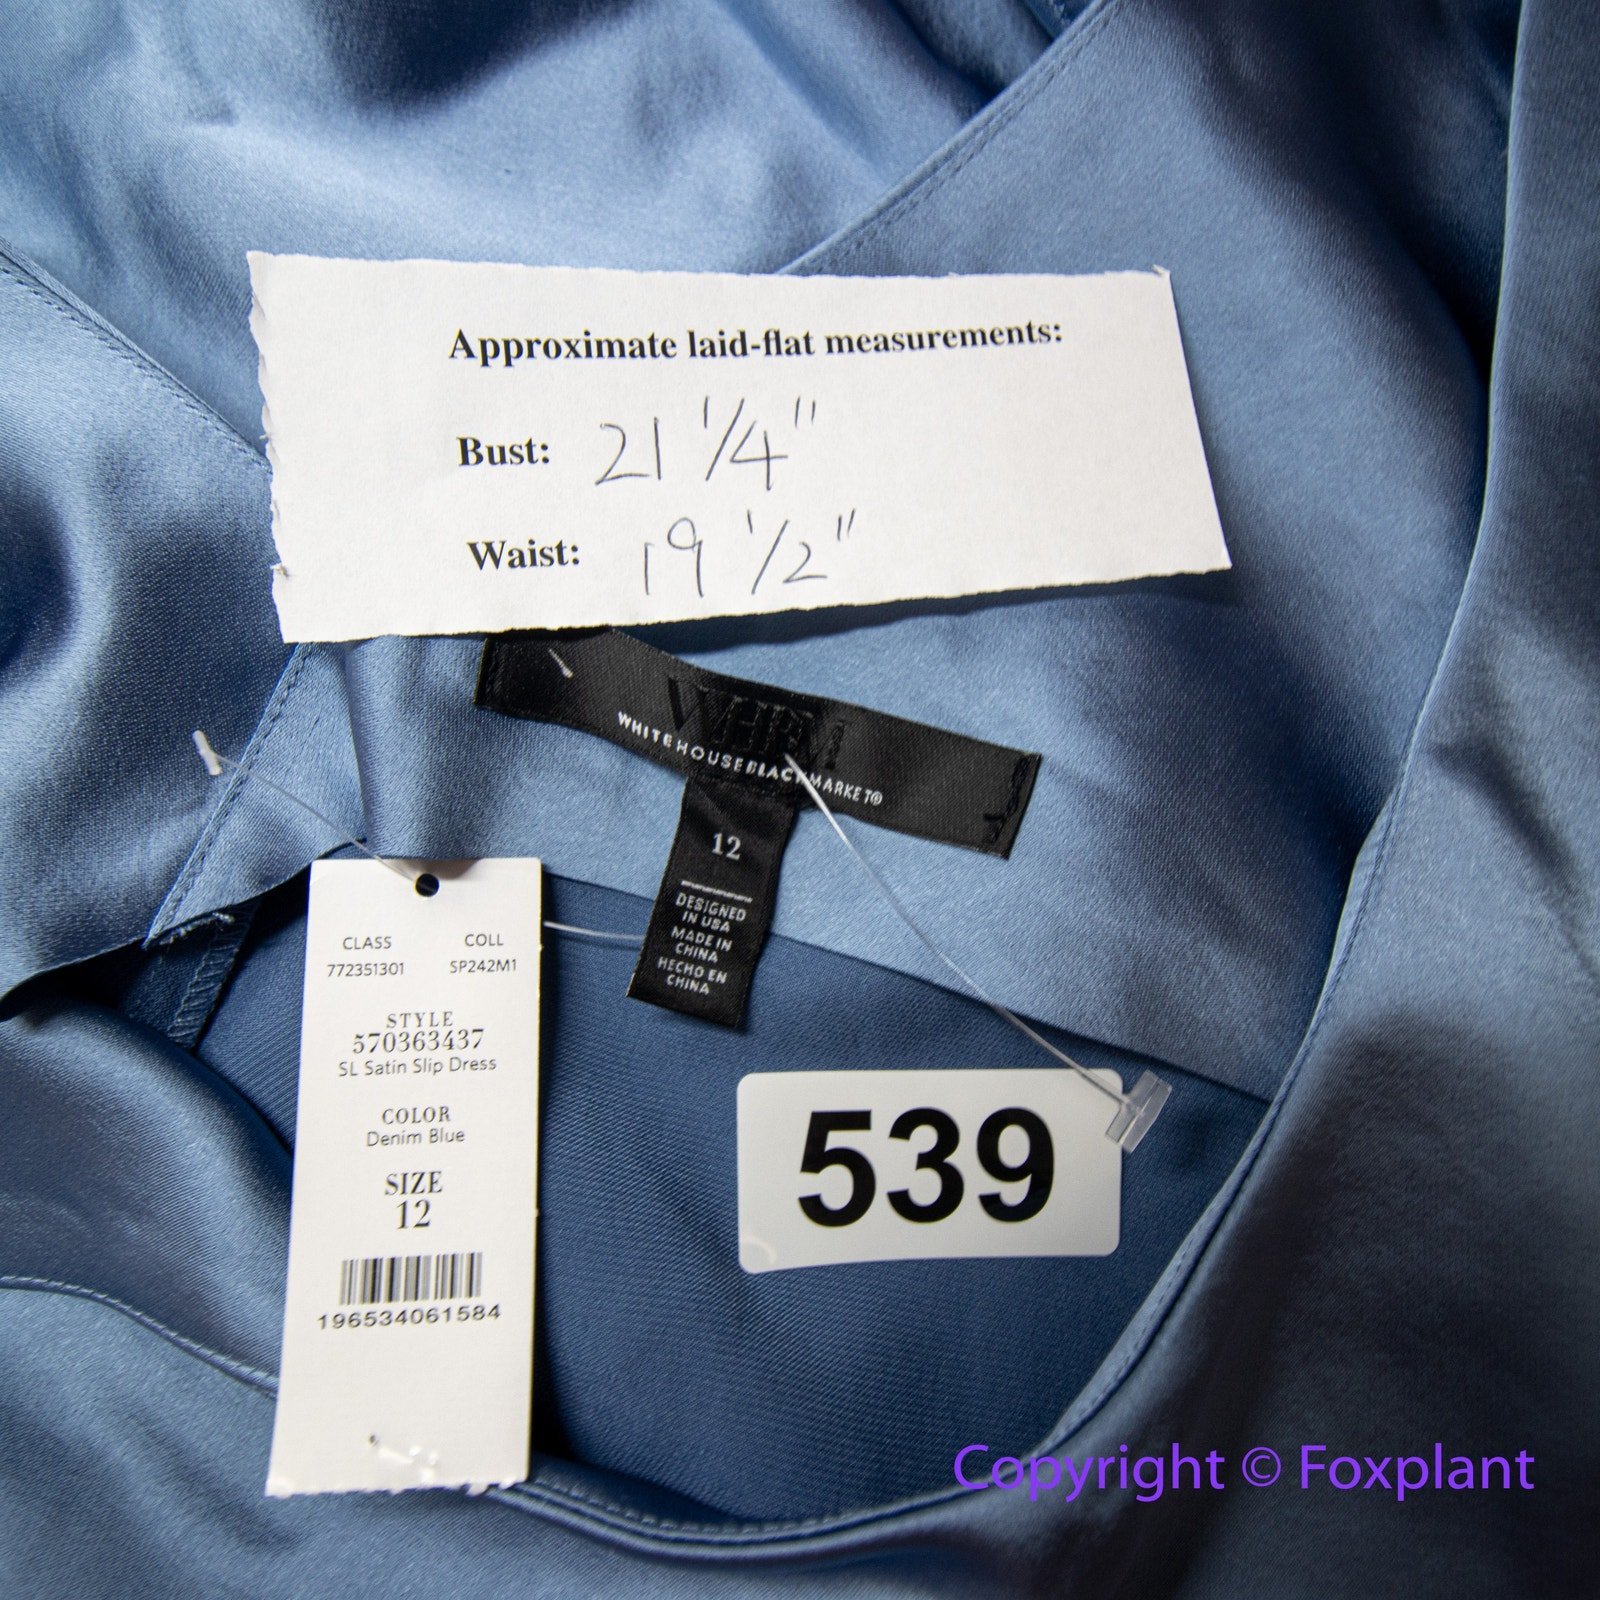 Approximate laid-flat measurements:
Bust: 21 1/4"
Waist: 19 1/2"
WHBM
WHITE HOUSE BLACK MARKET®
12
DESIGNED
IN USA
MADE IN
CHINA
HECHO EN
CHINA
CLASS COLL
772351301 SP242M1
STYLE
570363437
SL Satin Slip Dress
COLOR
Denim Blue
SIZE
12
196534061584
539
Copyright © Foxplant